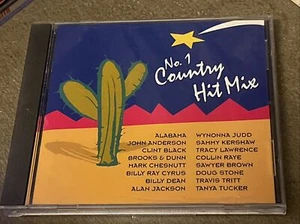 No. 1
Country
Hit Mix
ALABAMA
JOHN ANDERSON
CLINT BLACK
BROOKS & DUNN
MARK CHESNUTT
BILLY RAY CYRUS
BILLY DEAN
ALAN JACKSON
WYNONNA JUDD
SAMMY KERSHAW
TRACY LAWRENCE
COLLIN RAYE
SAWYER BROWN
DOUG STONE
TRAVIS TRITT
TANYA TUCKER